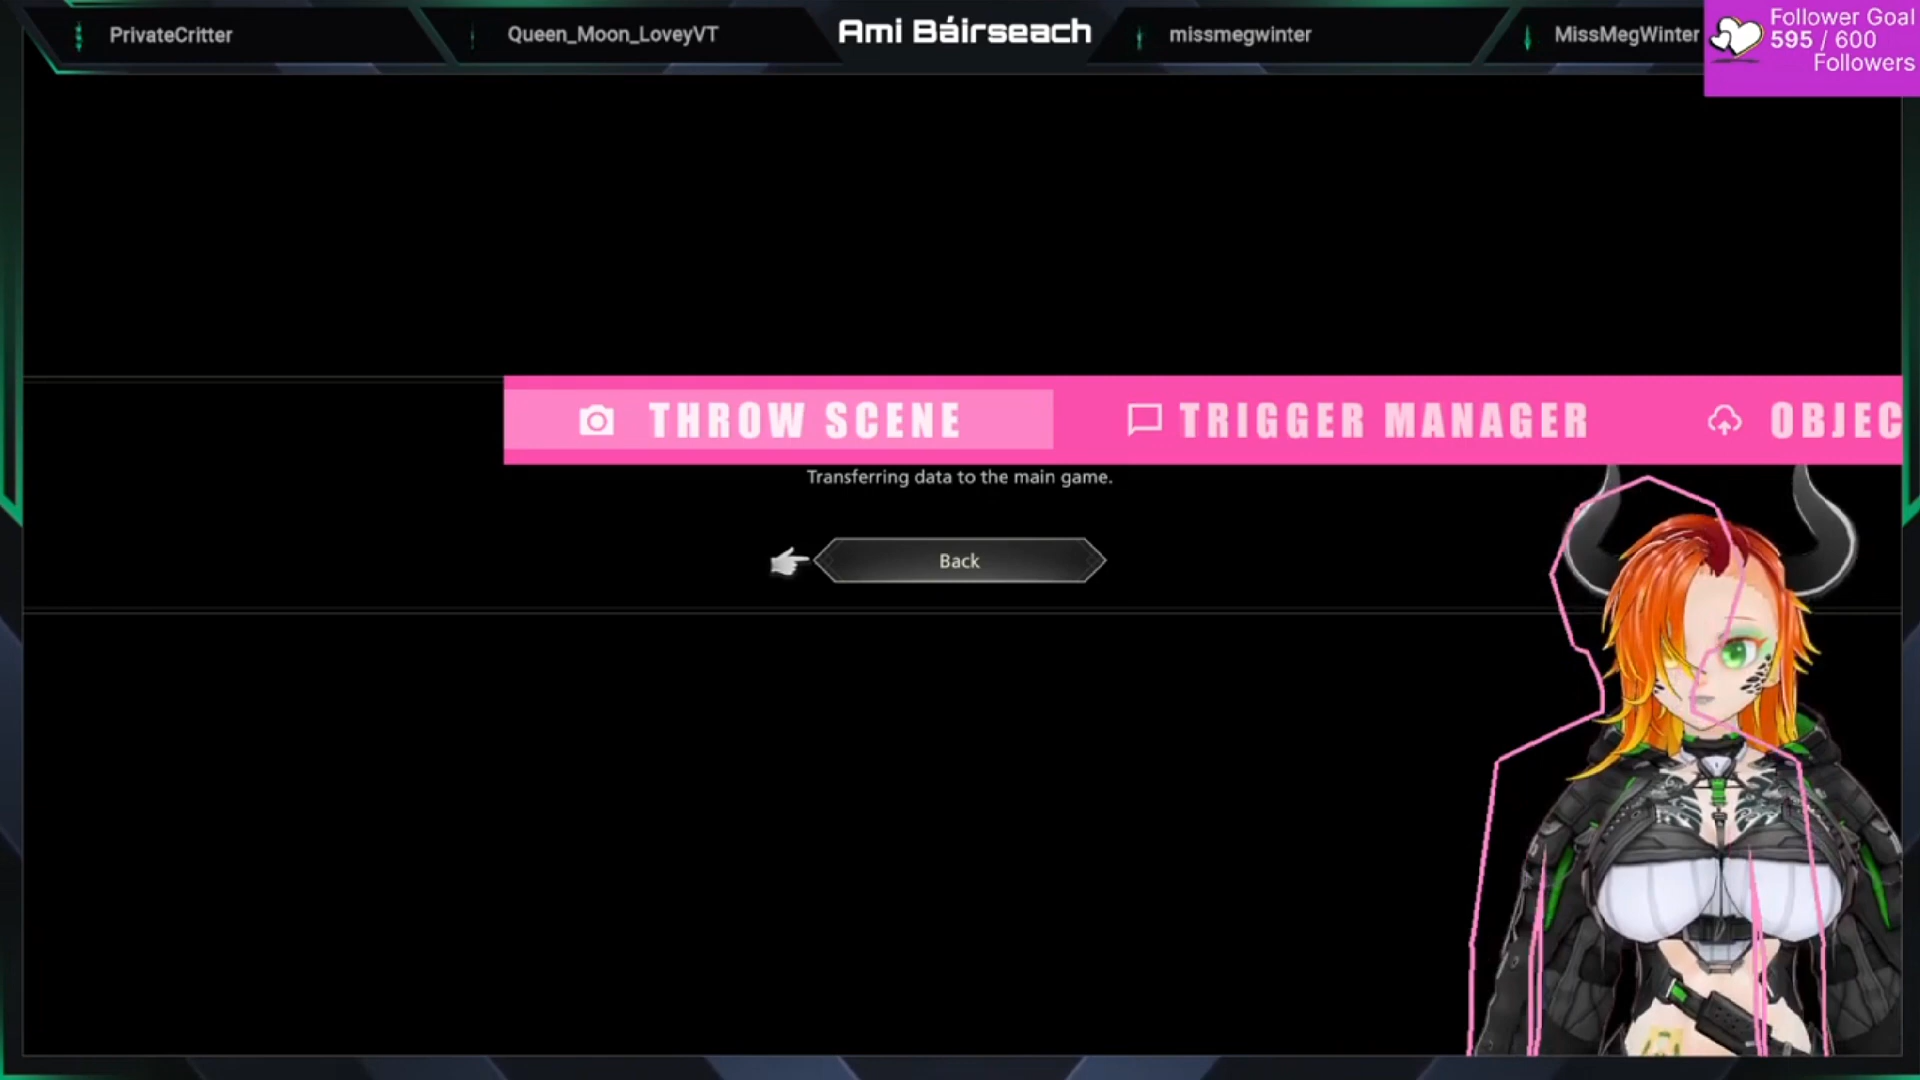 PrivateCritter
Queen_Moon_LoveyVT
Ami Báirseach
missmegwinter
MissMegWinter
Follower Goal
595 / 600
Followers
THROW SCENE
TRIGGER MANAGER
OBJEC
Transferring data to the main game.
Back